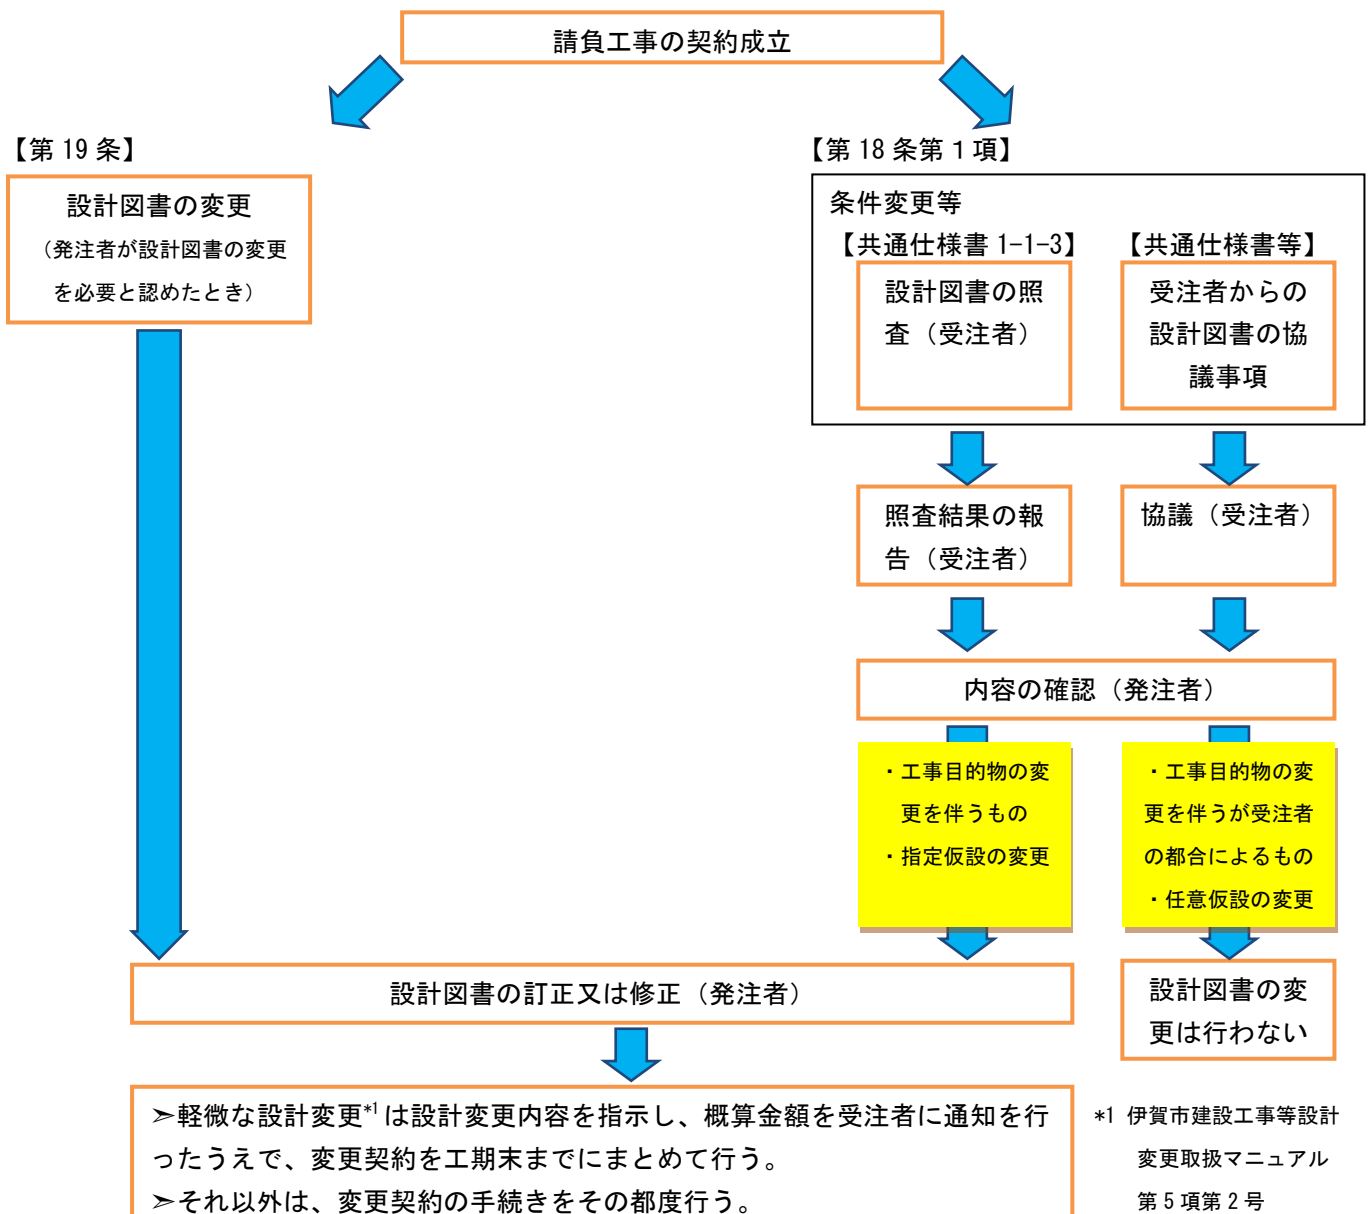 請負工事の契約成立
【第 19 条】
設計図書の変更
（発注者が設計図書の変更
を必要と認めたとき）
【第 18 条第 1 項】
条件変更等
【共通仕様書 1-1-3】
設計図書の照
査（受注者）
【共通仕様書等】
受注者からの
設計図書の協
議事項
照査結果の報
告（受注者）
協議（受注者）
内容の確認（発注者）
・工事目的物の変
更を伴うもの
・指定仮設の変更
・工事目的物の変
更を伴うが受注者
の都合によるもの
・任意仮設の変更
設計図書の訂正又は修正（発注者）
設計図書の変
更は行わない
➣軽微な設計変更*1 は設計変更内容を指示し、概算金額を受注者に通知を行
ったうえで、変更契約を工期末までにまとめて行う。
➣それ以外は、変更契約の手続きをその都度行う。
*1 伊賀市建設工事等設計
変更取扱マニュアル
第 5 項第 2 号